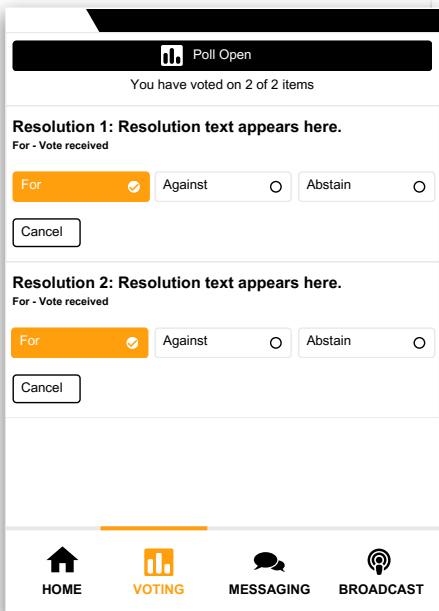 Poll Open
You have voted on 2 of 2 items
Resolution 1: Resolution text appears here.
For - Vote received
For Against Abstain
Cancel
Resolution 2: Resolution text appears here.
For - Vote received
For Against Abstain
Cancel
HOME VOTING MESSAGING BROADCAST